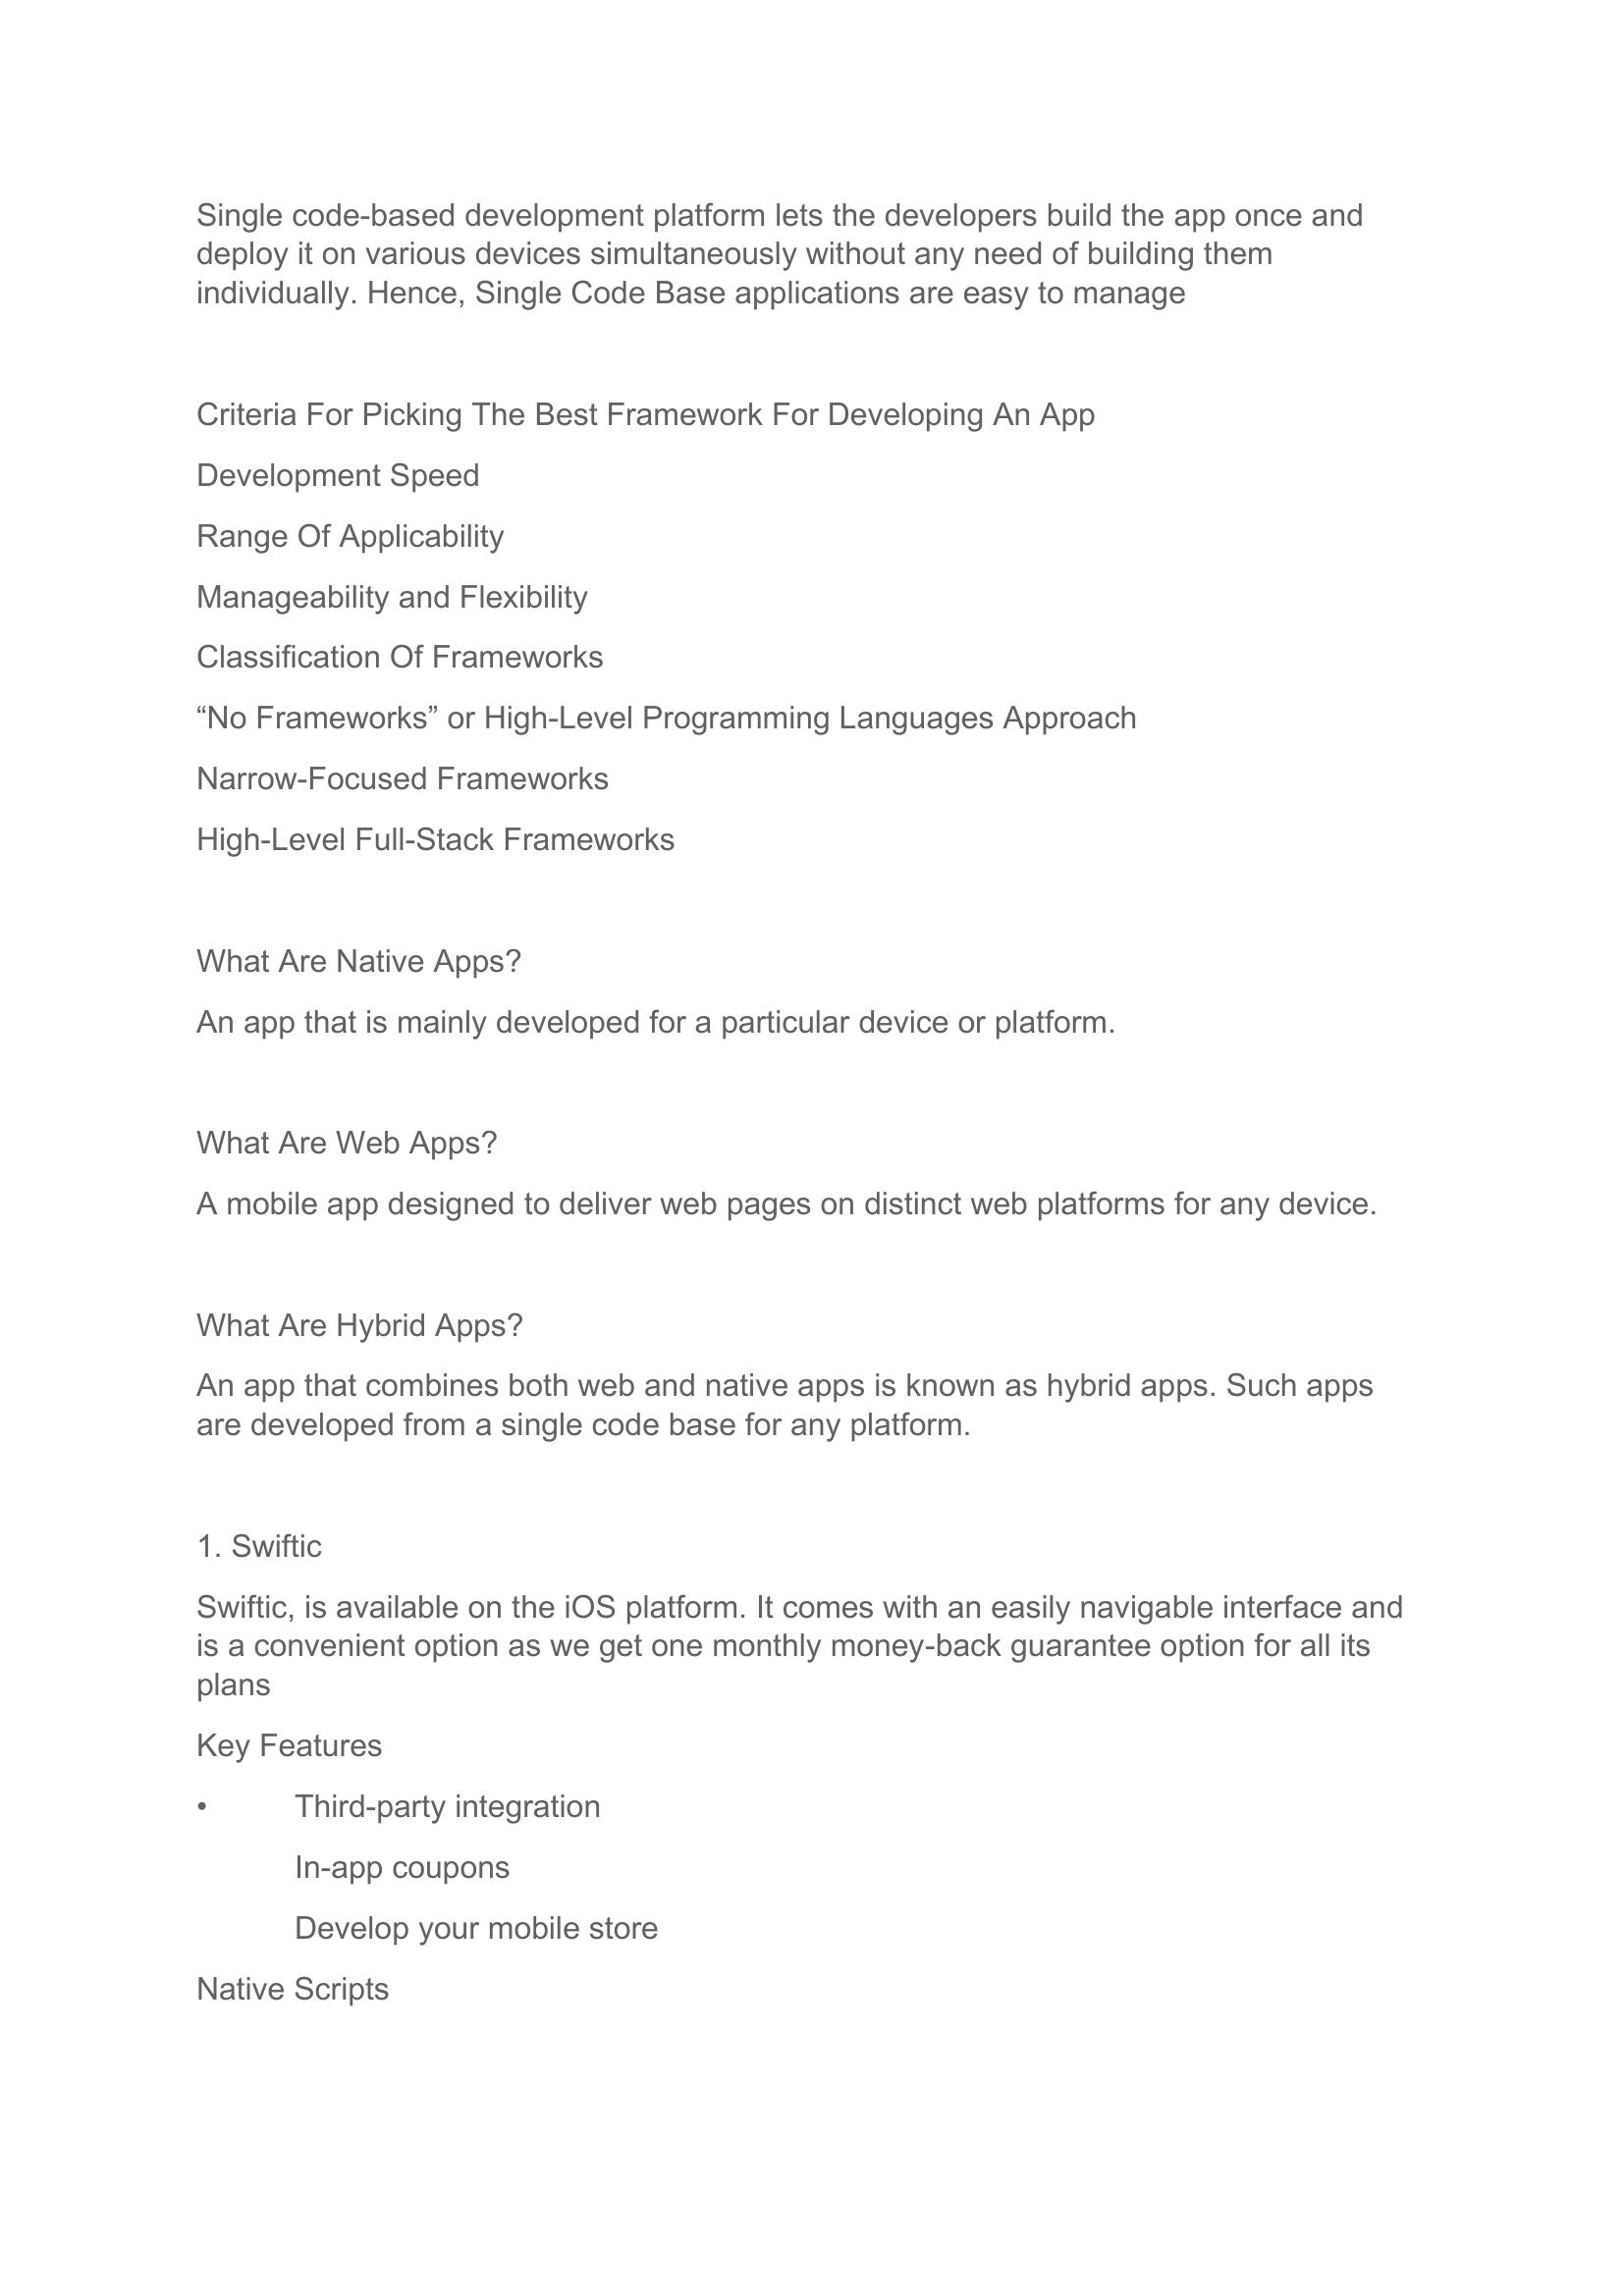 Single code-based development platform lets the developers build the app once and
deploy it on various devices simultaneously without any need of building them
individually. Hence, Single Code Base applications are easy to manage
Criteria For Picking The Best Framework For Developing An App
Development Speed
Range Of Applicability
Manageability and Flexibility
Classification Of Frameworks
“No Frameworks” or High-Level Programming Languages Approach
Narrow-Focused Frameworks
High-Level Full-Stack Frameworks
What Are Native Apps?
An app that is mainly developed for a particular device or platform.
What Are Web Apps?
A mobile app designed to deliver web pages on distinct web platforms for any device.
What Are Hybrid Apps?
An app that combines both web and native apps is known as hybrid apps. Such apps
are developed from a single code base for any platform.
1. Swiftic
Swiftic, is available on the iOS platform. It comes with an easily navigable interface and
is a convenient option as we get one monthly money-back guarantee option for all its
plans
Key Features
• Third-party integration
In-app coupons
Develop your mobile store
Native Scripts